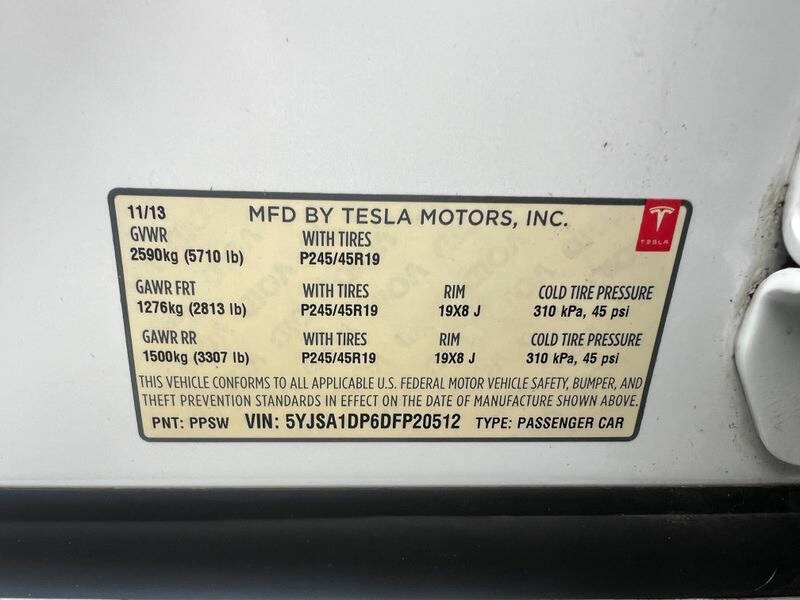 11/13 MFD BY TESLA MOTORS, INC.
TESLA
GVWR WITH TIRES
2590kg (5710 lb) P245/45R19
GAWR FRT WITH TIRES RIM COLD TIRE PRESSURE
1276kg (2813 lb) P245/45R19 19X8 J 310 kPa, 45 psi
GAWR RR WITH TIRES RIM COLD TIRE PRESSURE
1500kg (3307 lb) P245/45R19 19X8 J 310 kPa, 45 psi
THIS VEHICLE CONFORMS TO ALL APPLICABLE U.S. FEDERAL MOTOR VEHICLE SAFETY, BUMPER, AND
THEFT PREVENTION STANDARDS IN EFFECT ON THE DATE OF MANUFACTURE SHOWN ABOVE.
PNT: PPSW VIN: 5YJSA1DP6DFP20512 TYPE: PASSENGER CAR